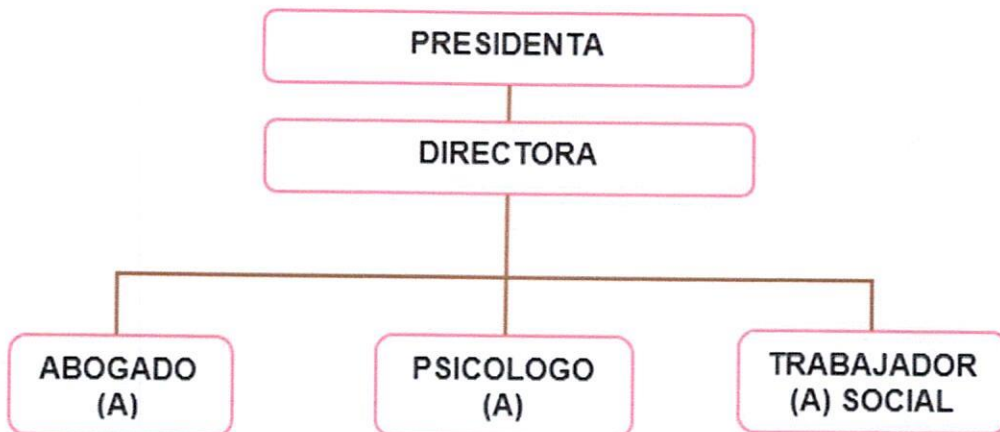 PRESIDENTA
DIRECTORA
ABOGADO
(A)
PSICOLOGO
(A)
TRABAJADOR
(A) SOCIAL